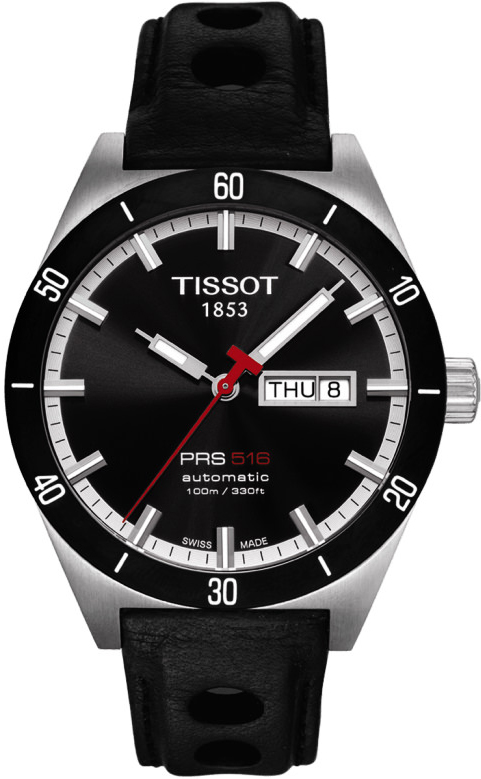 60
50
10
TISSOT
1853
THU 8
PRS 516
automatic
100m / 330ft
40
20
SWISS MADE
30